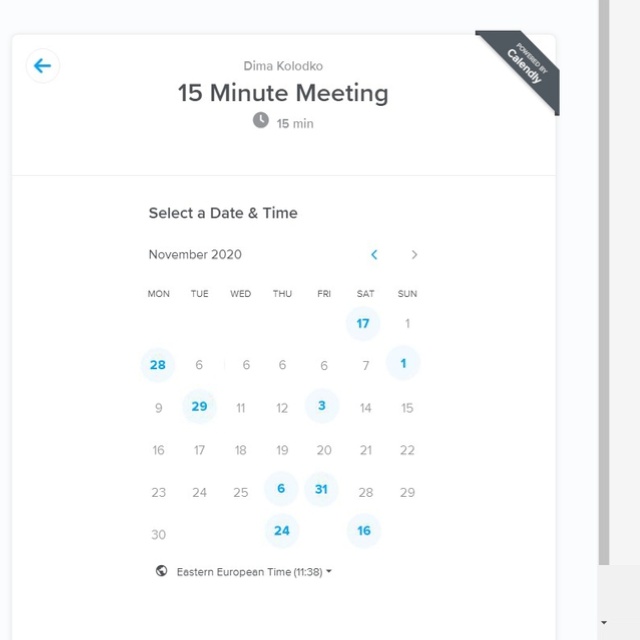 Dima Kolodko
15 Minute Meeting
15 min
POWERED BY
Calendly
Select a Date & Time
November 2020
MON TUE WED THU FRI SAT SUN
17 1
28 6 6 6 6 7 1
9 29 11 12 3 14 15
16 17 18 19 20 21 22
23 24 25 6 31 28 29
30 24 16
Eastern European Time (11:38)